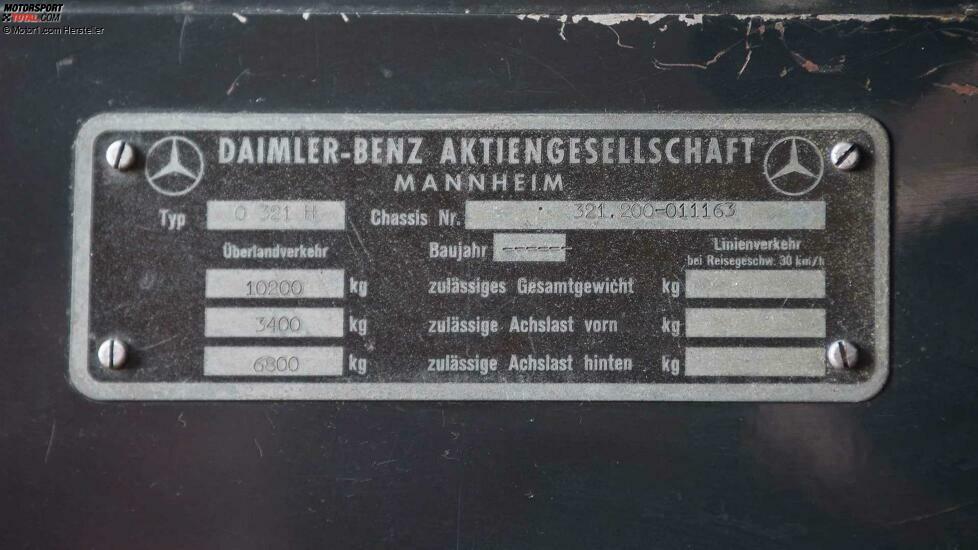 MOTORSPORT
TOTAL.COM
© Motor1.com Hersteller
DAIMLER-BENZ AKTIENGESELLSCHAFT
MANNHEIM
Typ O 321 H Chassis Nr. 321.200-011163
Überlandverkehr Baujahr ------ Linienverkehr
bei Reisegeschw. 30 km/h
10200 kg zulässiges Gesamtgewicht kg
3400 kg zulässige Achslast vorn kg
6800 kg zulässige Achslast hinten kg